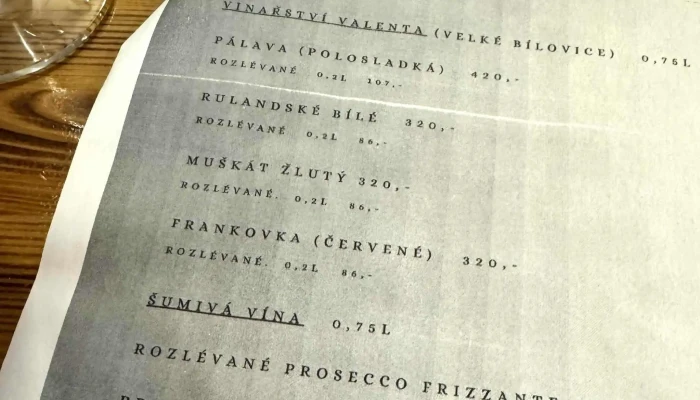 VINAŘSTVÍ VALENTA (VELKÉ BÍLOVICE) 0,75L
PÁLAVA (POLOSLADKÁ) 420,-
ROZLÉVANÉ 0,2L 107,-
RULANDSKÉ BÍLÉ 320,-
ROZLÉVANÉ 0,2L 86,-
MUŠKÁT ŽLUTÝ 320,-
ROZLÉVANÉ. 0,2L 86,-
FRANKOVKA (ČERVENÉ) 320,-
ROZLÉVANÉ. 0,2L 86,-
ŠUMIVÁ VÍNA 0,75L
ROZLÉVANÉ PROSECCO FRIZZANTE